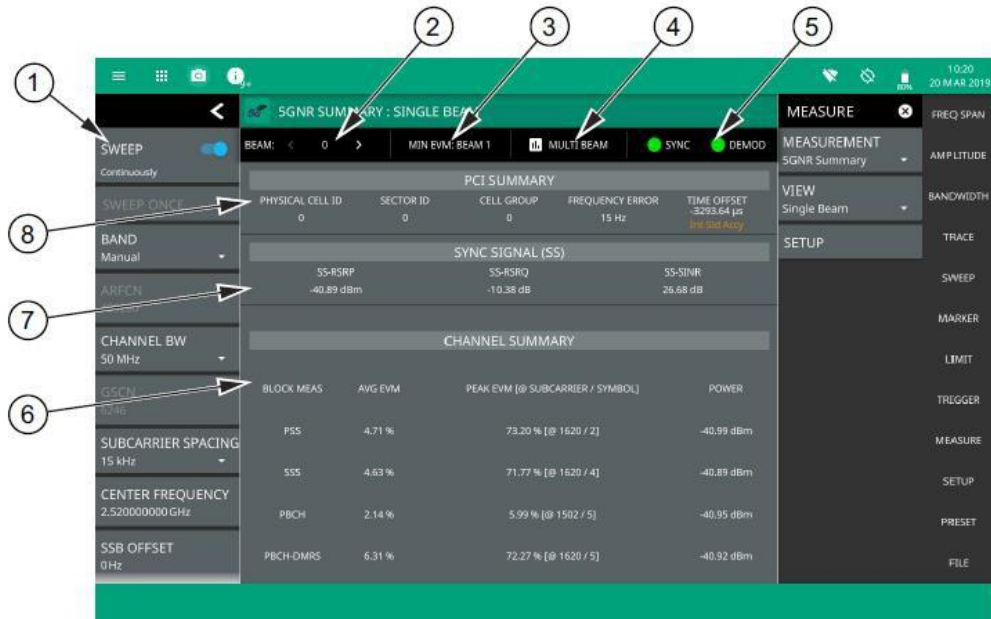 2
3
4
5
1
8
7
6
9+
80%
10:20
20 MAR 2019
5GNR SUMMARY : SINGLE BEAM
BEAM: < 0 >
MIN EVM: BEAM 1
MULTI BEAM
SYNC
DEMOD
SWEEP
Continuously
SWEEP ONCE
BAND
Manual
ARFCN
CHANNEL BW
50 MHz
GSCN
6246
SUBCARRIER SPACING
15 kHz
CENTER FREQUENCY
2.520000000 GHz
SSB OFFSET
0 Hz
PCI SUMMARY
PHYSICAL CELL ID SECTOR ID CELL GROUP FREQUENCY ERROR TIME OFFSET
0 0 0 15 Hz -3293.64 µs
Int Std Accy
SYNC SIGNAL (SS)
SS-RSRP SS-RSRQ SS-SINR
-40.89 dBm -10.38 dB 26.68 dB
CHANNEL SUMMARY
BLOCK MEAS AVG EVM PEAK EVM [@ SUBCARRIER / SYMBOL] POWER
PSS 4.71 % 73.20 % [@ 1620 / 2] -40.99 dBm
SSS 4.63 % 71.77 % [@ 1620 / 4] -40.89 dBm
PBCH 2.14 % 5.99 % [@ 1502 / 5] -40.95 dBm
PBCH-DMRS 6.31 % 72.27 % [@ 1620 / 5] -40.92 dBm
MEASURE
MEASUREMENT
5GNR Summary
VIEW
Single Beam
SETUP
FREQ SPAN
AMPLITUDE
BANDWIDTH
TRACE
SWEEP
MARKER
LIMIT
TRIGGER
MEASURE
SETUP
PRESET
FILE